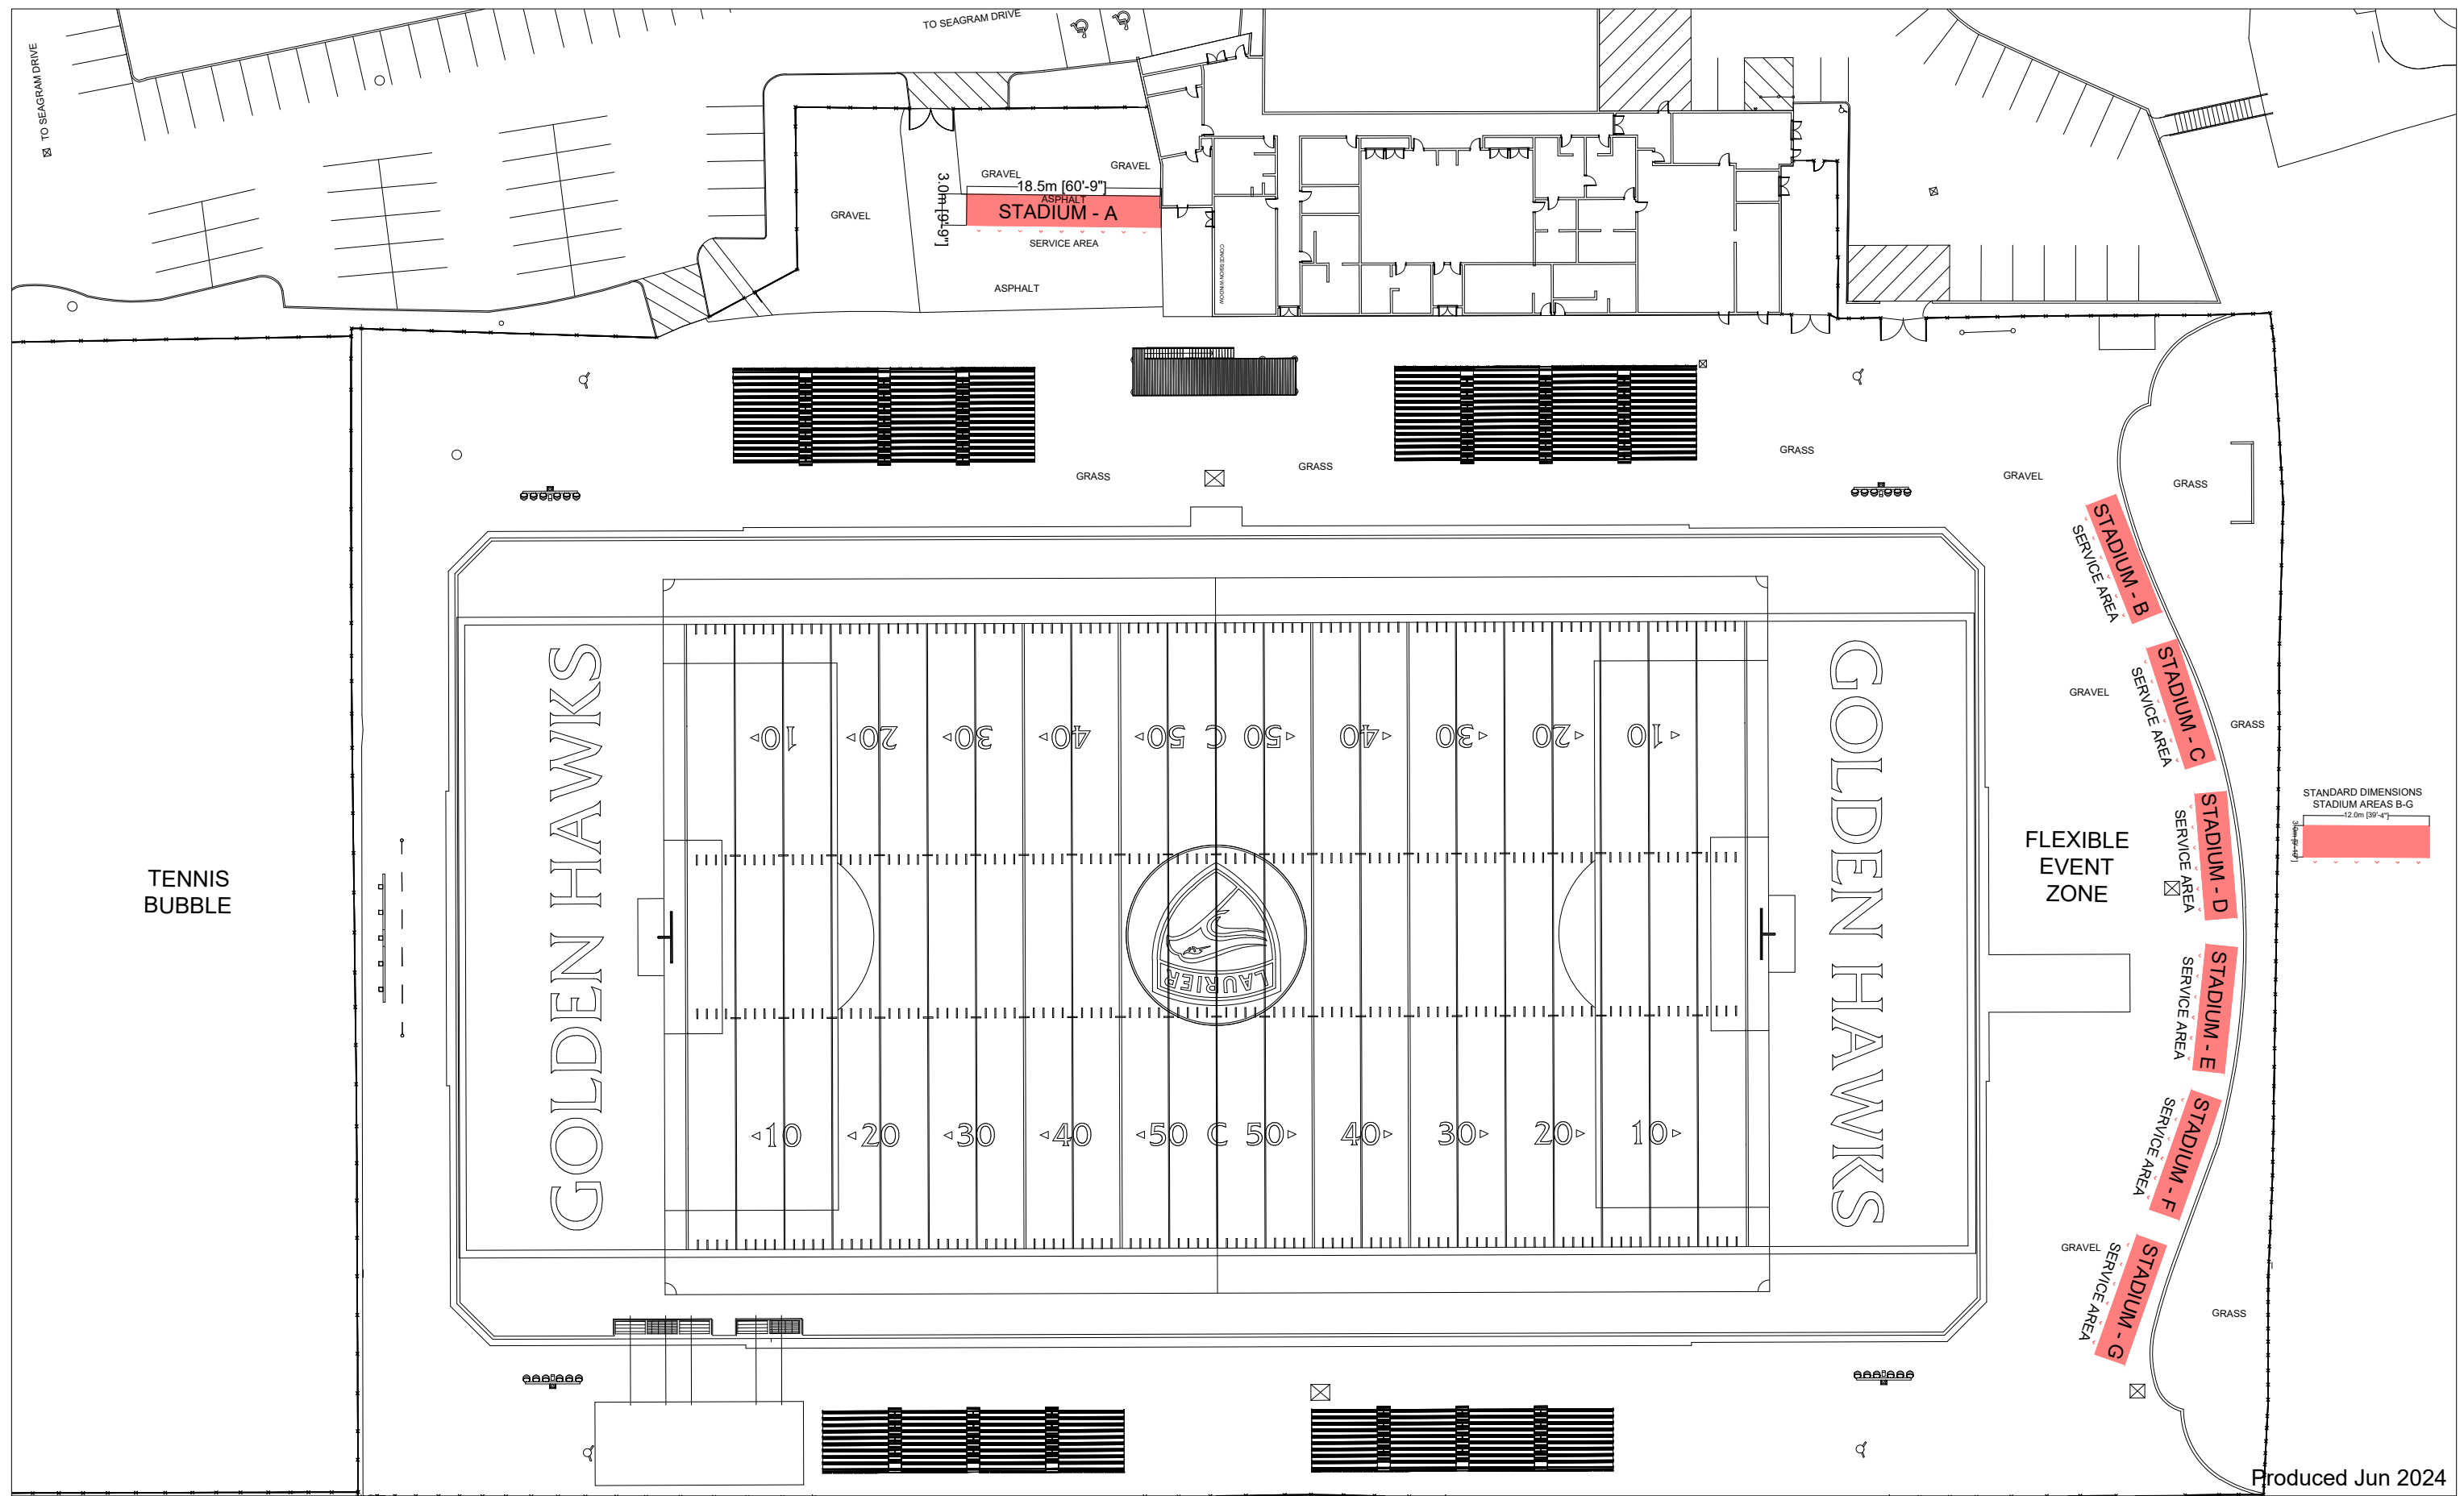 TO SEAGRAM DRIVE
TO SEAGRAM DRIVE
GRAVEL
GRAVEL
GRAVEL
18.5m [60'-9"]
3.0m [9'-9"]
ASPHALT
STADIUM - A
SERVICE AREA
ASPHALT
CONCESSION WINDOW
GRASS
GRASS
GRASS
GRAVEL
GRASS
STADIUM - B
SERVICE AREA
STADIUM - C
SERVICE AREA
GRAVEL
GRASS
STADIUM - D
SERVICE AREA
STADIUM - E
SERVICE AREA
STADIUM - F
SERVICE AREA
STADIUM - G
SERVICE AREA
GRAVEL
GRASS
STANDARD DIMENSIONS
STADIUM AREAS B-G
12.0m [39'-4"]
FLEXIBLE
EVENT
ZONE
TENNIS
BUBBLE
GOLDEN HAWKS
GOLDEN HAWKS
10 20 30 40 50 C 50 40 30 20 10
LAURIER
10 20 30 40 50 C 50 40 30 20 10
Produced Jun 2024